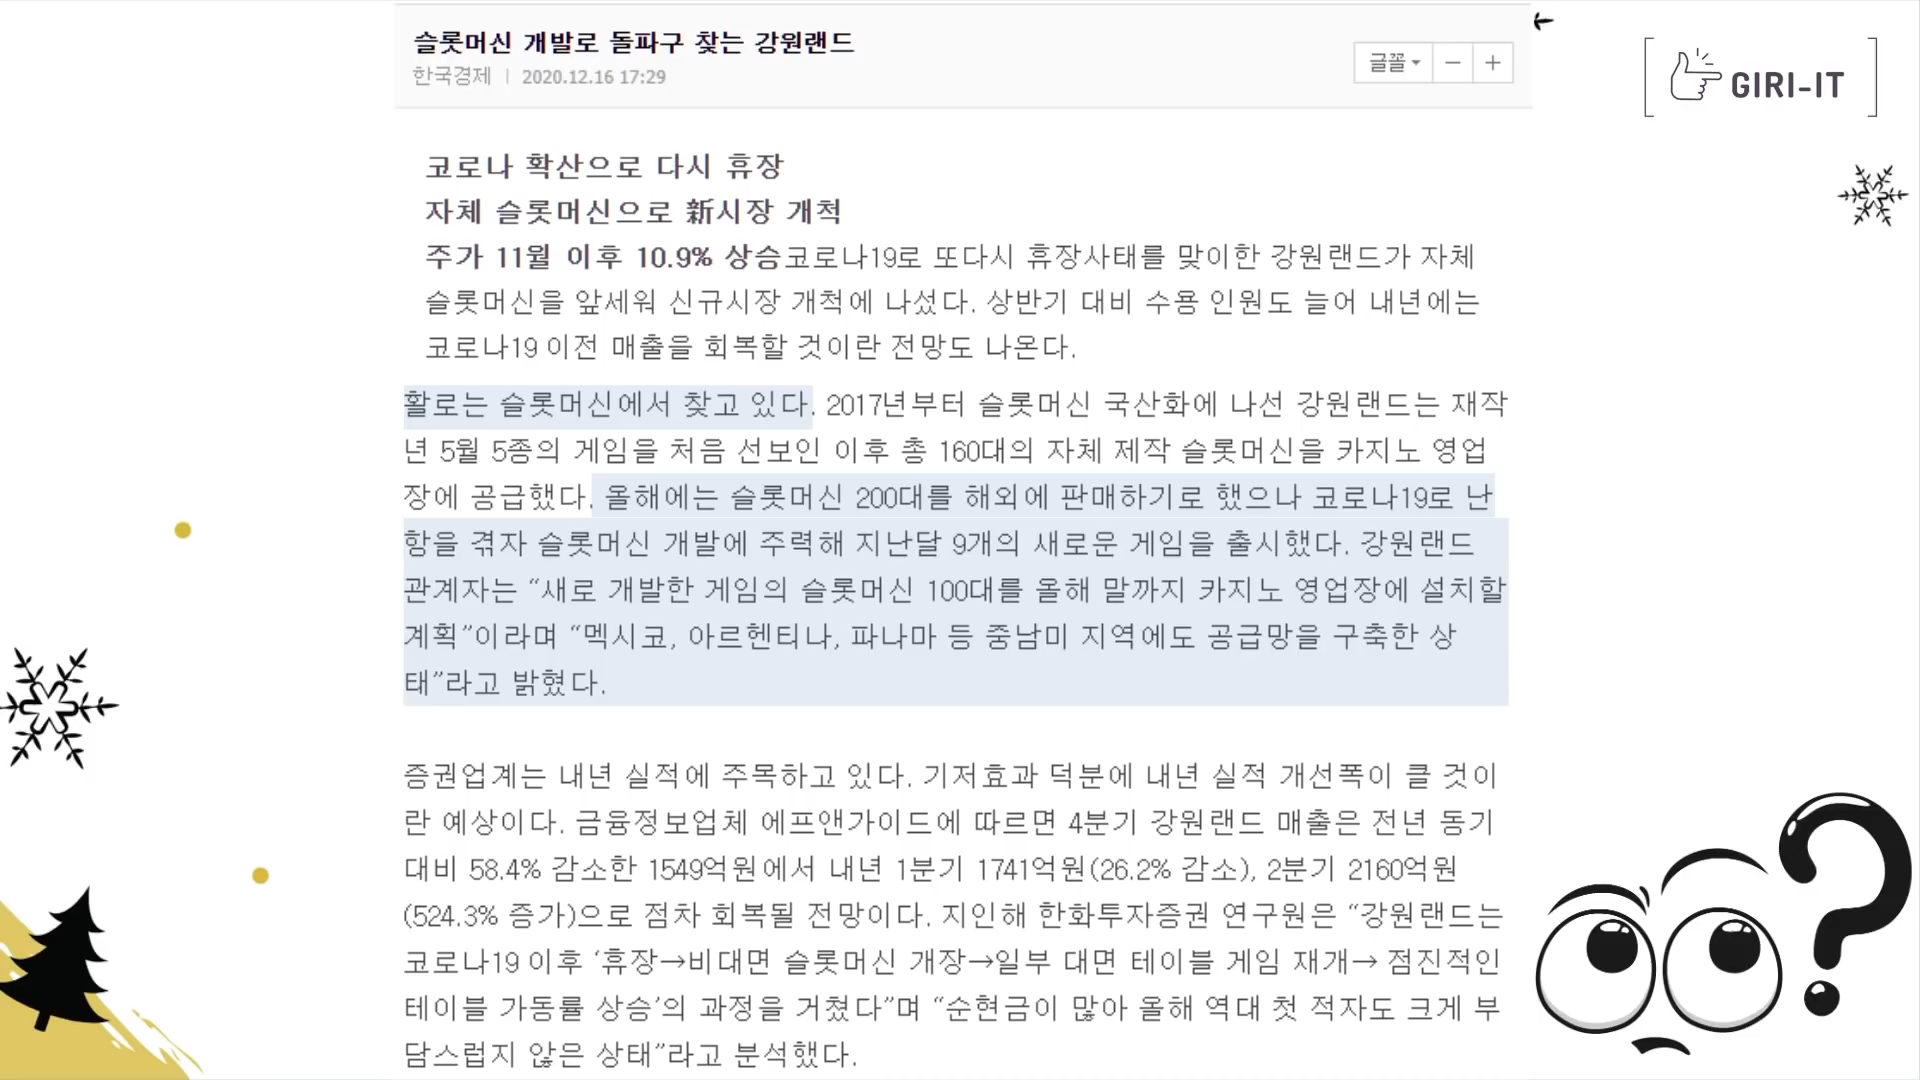 슬롯머신 개발로 돌파구 찾는 강원랜드
한국경제 | 2020.12.16 17:29
글꼴
GIRI-IT
코로나 확산으로 다시 휴장
자체 슬롯머신으로 新시장 개척
주가 11월 이후 10.9% 상승코로나19로 또다시 휴장사태를 맞이한 강원랜드가 자체
슬롯머신을 앞세워 신규시장 개척에 나섰다. 상반기 대비 수용 인원도 늘어 내년에는
코로나19 이전 매출을 회복할 것이란 전망도 나온다.
활로는 슬롯머신에서 찾고 있다. 2017년부터 슬롯머신 국산화에 나선 강원랜드는 재작
년 5월 5종의 게임을 처음 선보인 이후 총 160대의 자체 제작 슬롯머신을 카지노 영업
장에 공급했다. 올해에는 슬롯머신 200대를 해외에 판매하기로 했으나 코로나19로 난
항을 겪자 슬롯머신 개발에 주력해 지난달 9개의 새로운 게임을 출시했다. 강원랜드
관계자는 “새로 개발한 게임의 슬롯머신 100대를 올해 말까지 카지노 영업장에 설치할
계획”이라며 “멕시코, 아르헨티나, 파나마 등 중남미 지역에도 공급망을 구축한 상
태”라고 밝혔다.
증권업계는 내년 실적에 주목하고 있다. 기저효과 덕분에 내년 실적 개선폭이 클 것이
란 예상이다. 금융정보업체 에프앤가이드에 따르면 4분기 강원랜드 매출은 전년 동기
대비 58.4% 감소한 1549억원에서 내년 1분기 1741억원(26.2% 감소), 2분기 2160억원
(524.3% 증가)으로 점차 회복될 전망이다. 지인해 한화투자증권 연구원은 “강원랜드는
코로나19 이후 ‘휴장→비대면 슬롯머신 개장→일부 대면 테이블 게임 재개→ 점진적인
테이블 가동률 상승’의 과정을 거쳤다”며 “순현금이 많아 올해 역대 첫 적자도 크게 부
담스럽지 않은 상태”라고 분석했다.